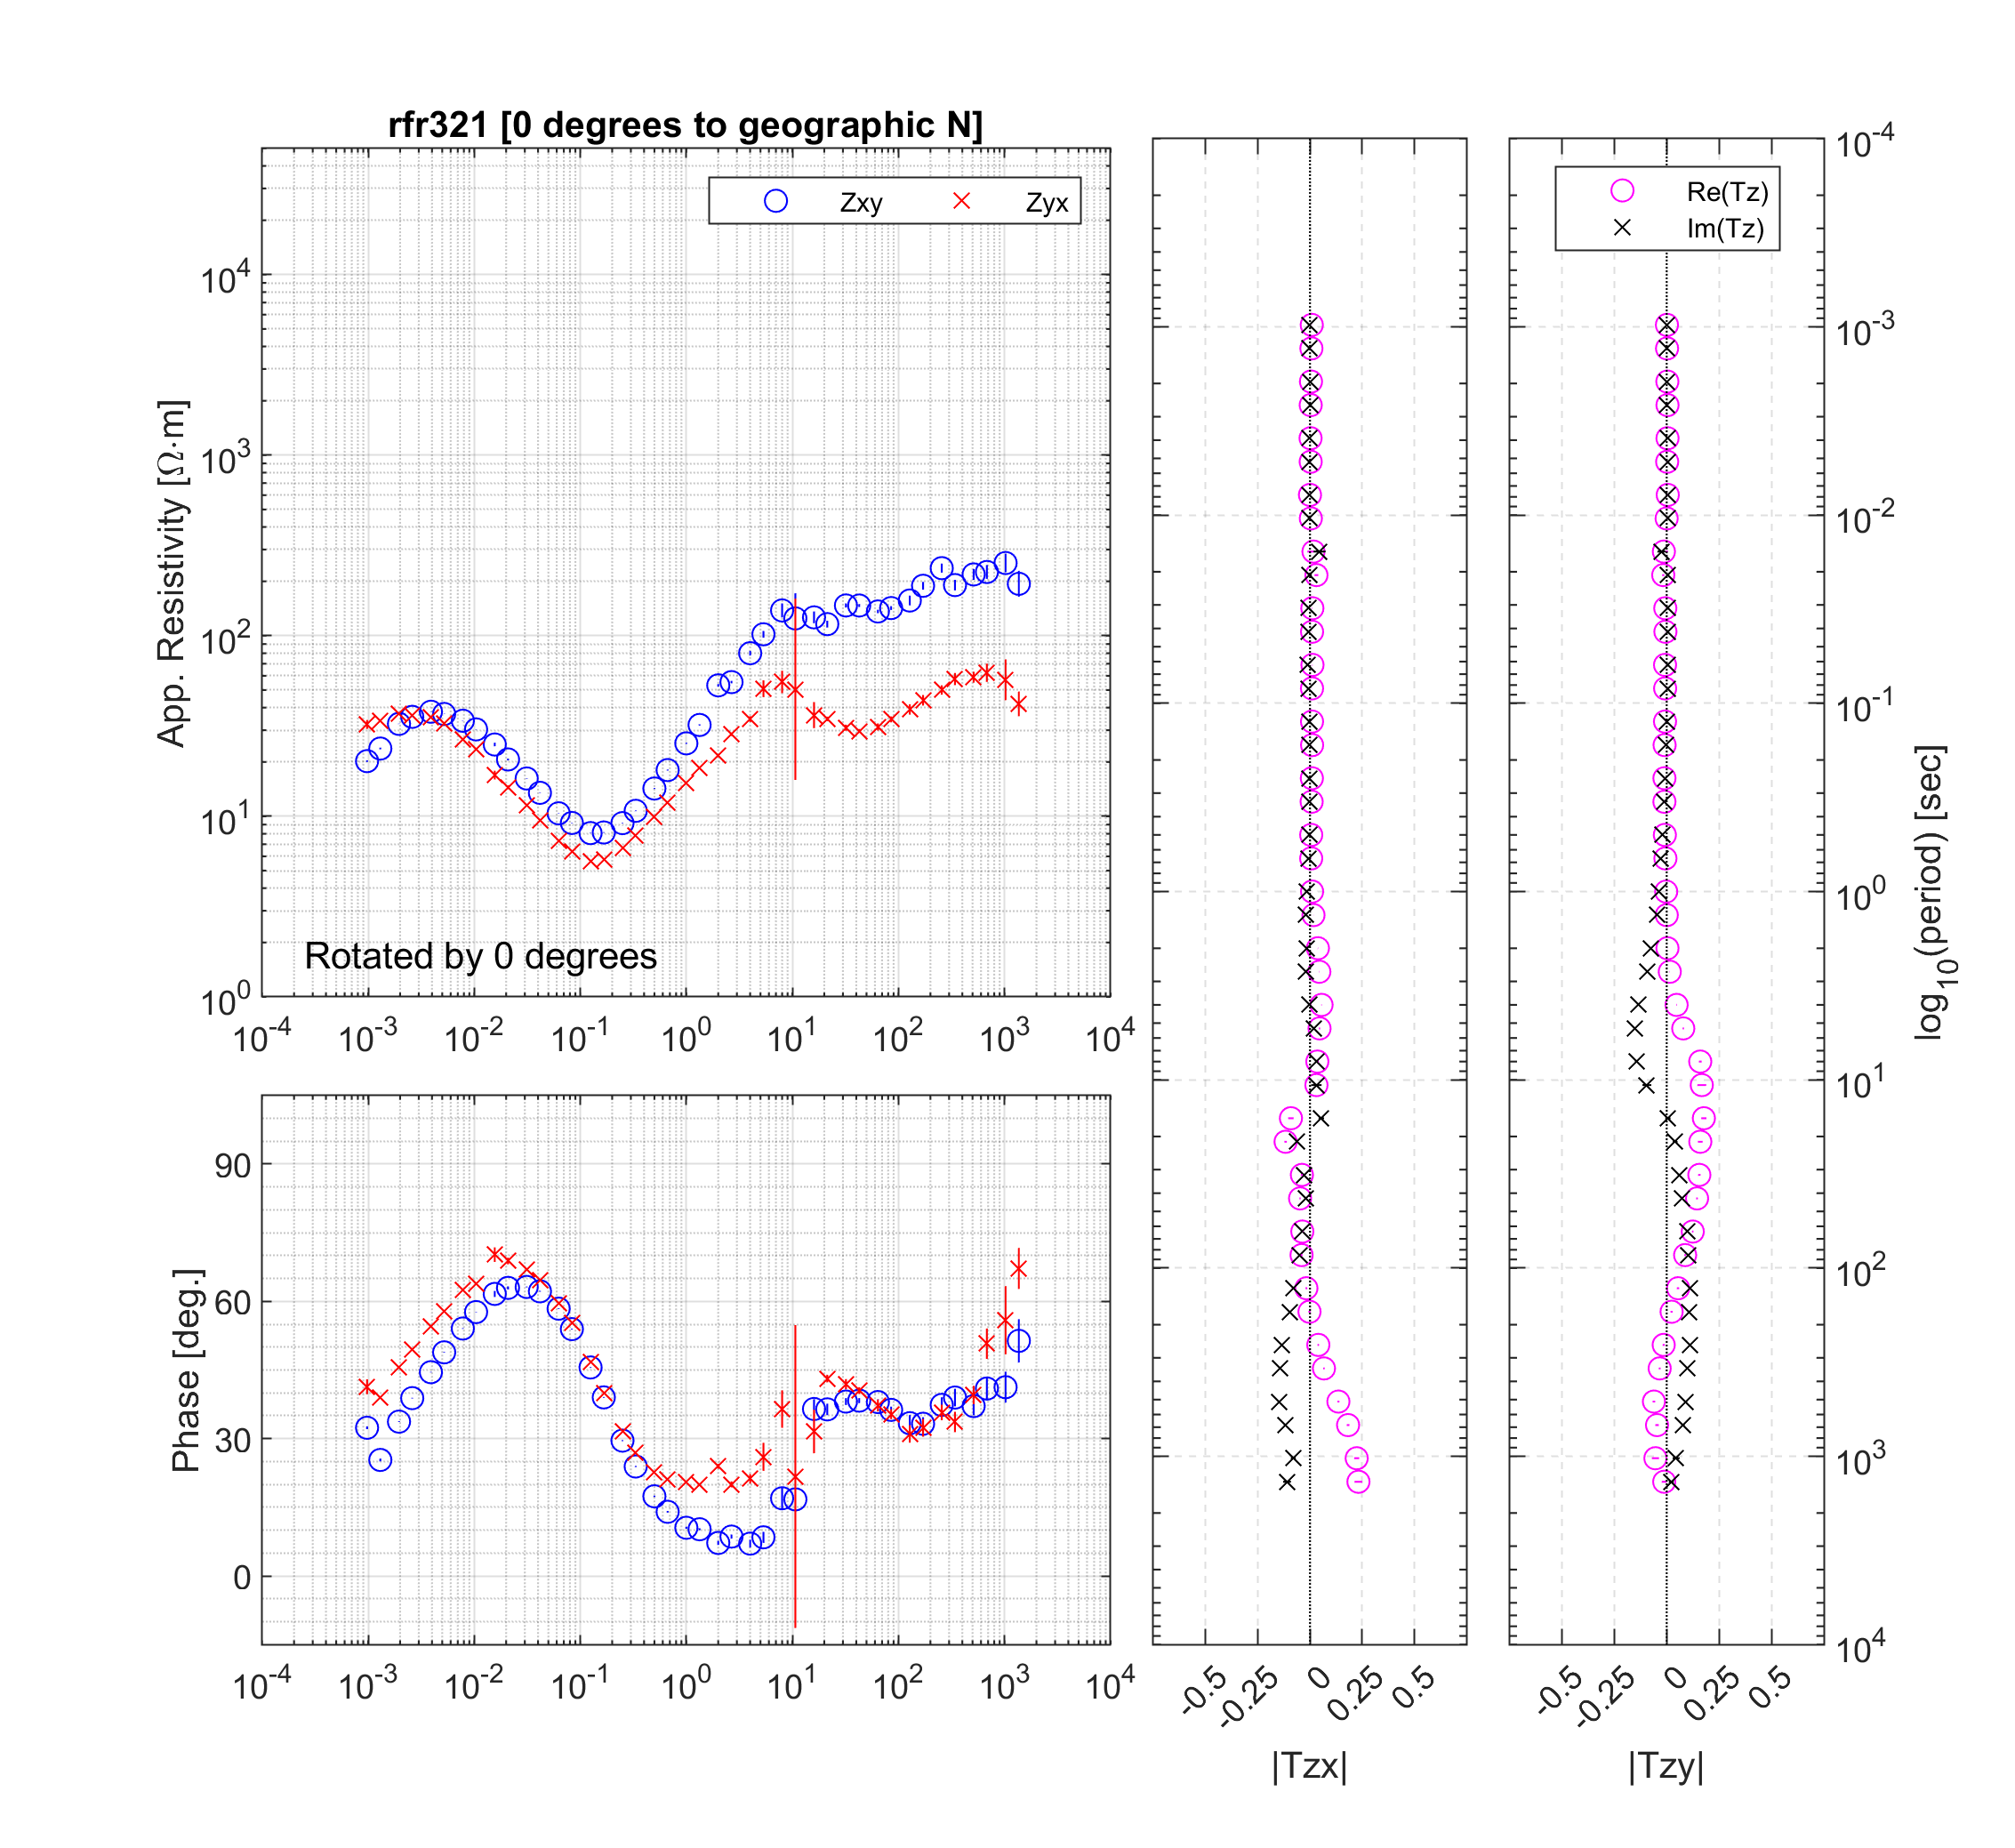 rfr321 [0 degrees to geographic N]
Zxy
Zyx
App. Resistivity [Ω·m]
10^4
10^3
10^2
10^1
10^0
Rotated by 0 degrees
10^-4 10^-3 10^-2 10^-1 10^0 10^1 10^2 10^3 10^4
Phase [deg.]
90
60
30
0
10^-4 10^-3 10^-2 10^-1 10^0 10^1 10^2 10^3 10^4
-0.5 -0.25 0 0.25 0.5
|Tzx|
Re(Tz)
Im(Tz)
-0.5 -0.25 0 0.25 0.5
|Tzy|
10^-4
10^-3
10^-2
10^-1
10^0
10^1
10^2
10^3
10^4
log10(period) [sec]